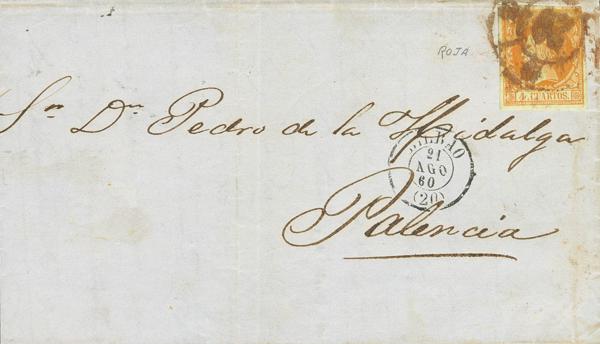 ROJA
4 CUARTOS.
Sr. Dn. Pedro de la Hidalga
BILBAO
21
AGO
60
(20)
Palencia